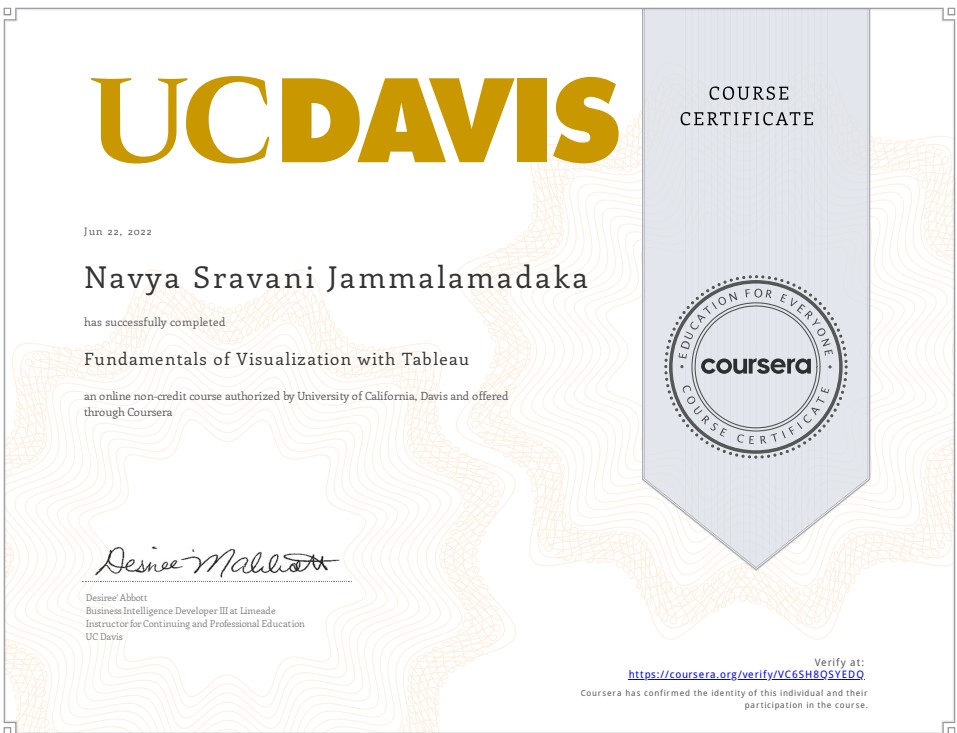 UCDAVIS
COURSE
CERTIFICATE
Jun 22, 2022
Navya Sravani Jammalamadaka
has successfully completed
Fundamentals of Visualization with Tableau
an online non-credit course authorized by University of California, Davis and offered
through Coursera
EDUCATION FOR EVERYONE
coursera
COURSE CERTIFICATE
Desiree' Abbott
Desiree' Abbott
Business Intelligence Developer III at Limeade
Instructor for Continuing and Professional Education
UC Davis
Verify at:
https://coursera.org/verify/VC6SH8QSYEDQ
Coursera has confirmed the identity of this individual and their
participation in the course.